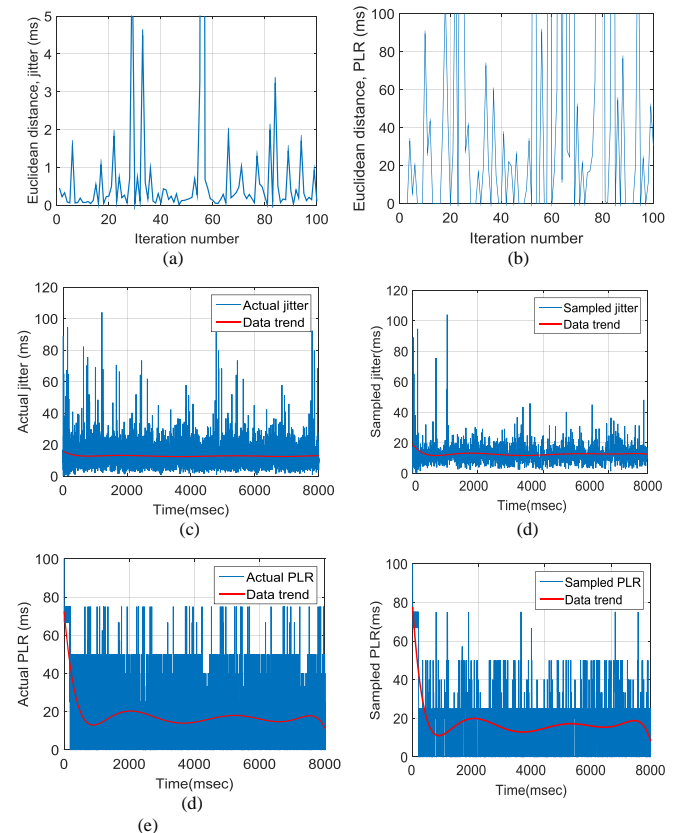 Euclidean distance, jitter (ms)
5
4
3
2
1
0
0 20 40 60 80 100
Iteration number
(a)
Euclidean distance, PLR (ms)
100
80
60
40
20
0
0 20 40 60 80 100
Iteration number
(b)
Actual jitter (ms)
120
100
80
60
40
20
0
Actual jitter
Data trend
0 2000 4000 6000 8000
Time(msec)
(c)
Sampled jitter(ms)
120
100
80
60
40
20
0
Sampled jitter
Data trend
0 2000 4000 6000 8000
Time(msec)
(d)
Actual PLR (ms)
100
80
60
40
20
0
Actual PLR
Data trend
0 2000 4000 6000 8000
Time(msec)
(d)
Sampled PLR(ms)
100
80
60
40
20
0
Sampled PLR
Data trend
0 2000 4000 6000 8000
Time(msec)
(e)